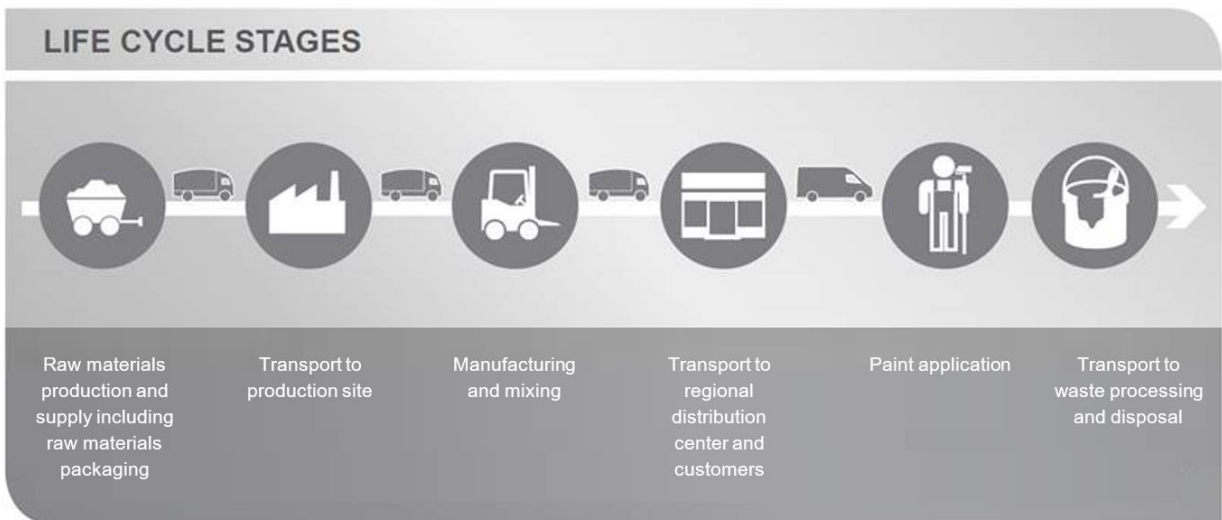 LIFE CYCLE STAGES
Raw materials
production and
supply including
raw materials
packaging
Transport to
production site
Manufacturing
and mixing
Transport to
regional
distribution
center and
customers
Paint application
Transport to
waste processing
and disposal